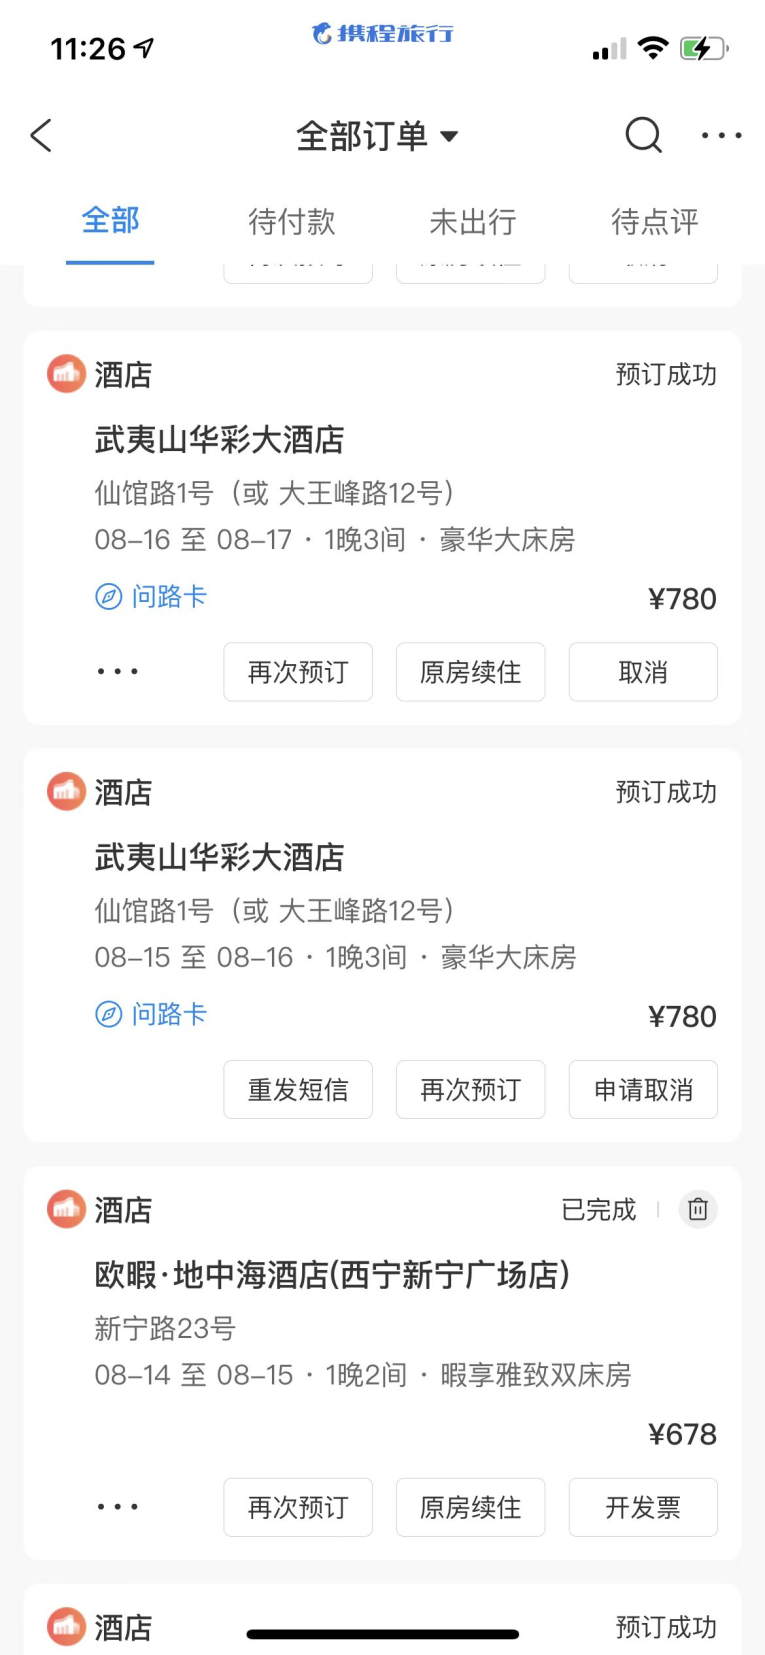 11:26
携程旅行
全部订单
全部 待付款 未出行 待点评
酒店 预订成功
武夷山华彩大酒店
仙馆路1号（或 大王峰路12号）
08-16 至 08-17 · 1晚3间 · 豪华大床房
问路卡 ¥780
再次预订 原房续住 取消
酒店 预订成功
武夷山华彩大酒店
仙馆路1号（或 大王峰路12号）
08-15 至 08-16 · 1晚3间 · 豪华大床房
问路卡 ¥780
重发短信 再次预订 申请取消
酒店 已完成
欧暇·地中海酒店(西宁新宁广场店)
新宁路23号
08-14 至 08-15 · 1晚2间 · 暇享雅致双床房
¥678
再次预订 原房续住 开发票
酒店 预订成功